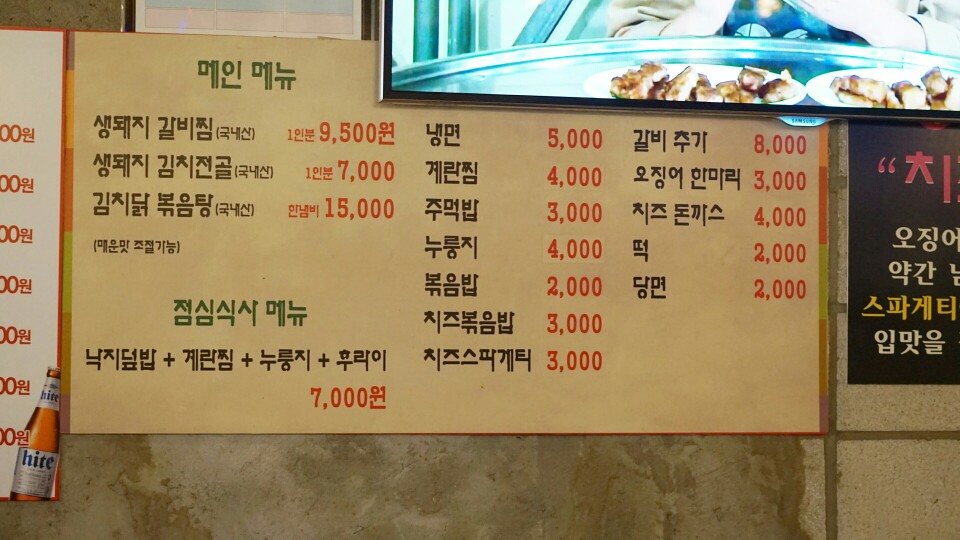 메인 메뉴
생돼지 갈비찜(국내산) 1인분 9,500원
생돼지 김치전골(국내산) 1인분 7,000
김치닭 볶음탕(국내산) 한냄비 15,000
(매운맛 조절가능)
점심식사 메뉴
낙지덮밥 + 계란찜 + 누룽지 + 후라이
7,000원
냉면 5,000
계란찜 4,000
주먹밥 3,000
누룽지 4,000
볶음밥 2,000
치즈볶음밥 3,000
치즈스파게티 3,000
갈비 추가 8,000
오징어 한마리 3,000
치즈 돈까스 4,000
떡 2,000
당면 2,000
SAMSUNG
00원
00원
00원
00원
00원
00원
00원
hite
hite
오징어
약간
스파게티
입맛을